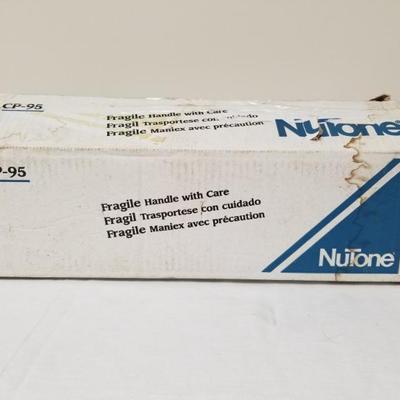 CP-95
Fragile Handle with Care
Fragil Trasportese con cuidado
Fragile Maniex avec précaution
NuTone
P-95
Fragile Handle with Care
Fragil Trasportese con cuidado
Fragile Maniex avec précaution
NuTone